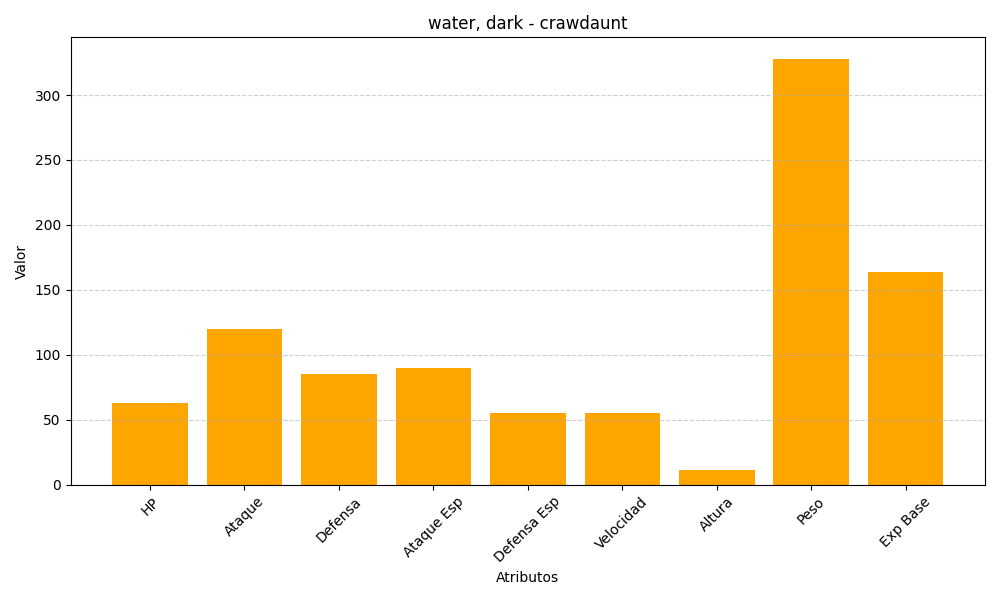 water, dark - crawdaunt
Valor
300
250
200
150
100
50
0
HP
Ataque
Defensa
Ataque Esp
Defensa Esp
Velocidad
Altura
Peso
Exp Base
Atributos